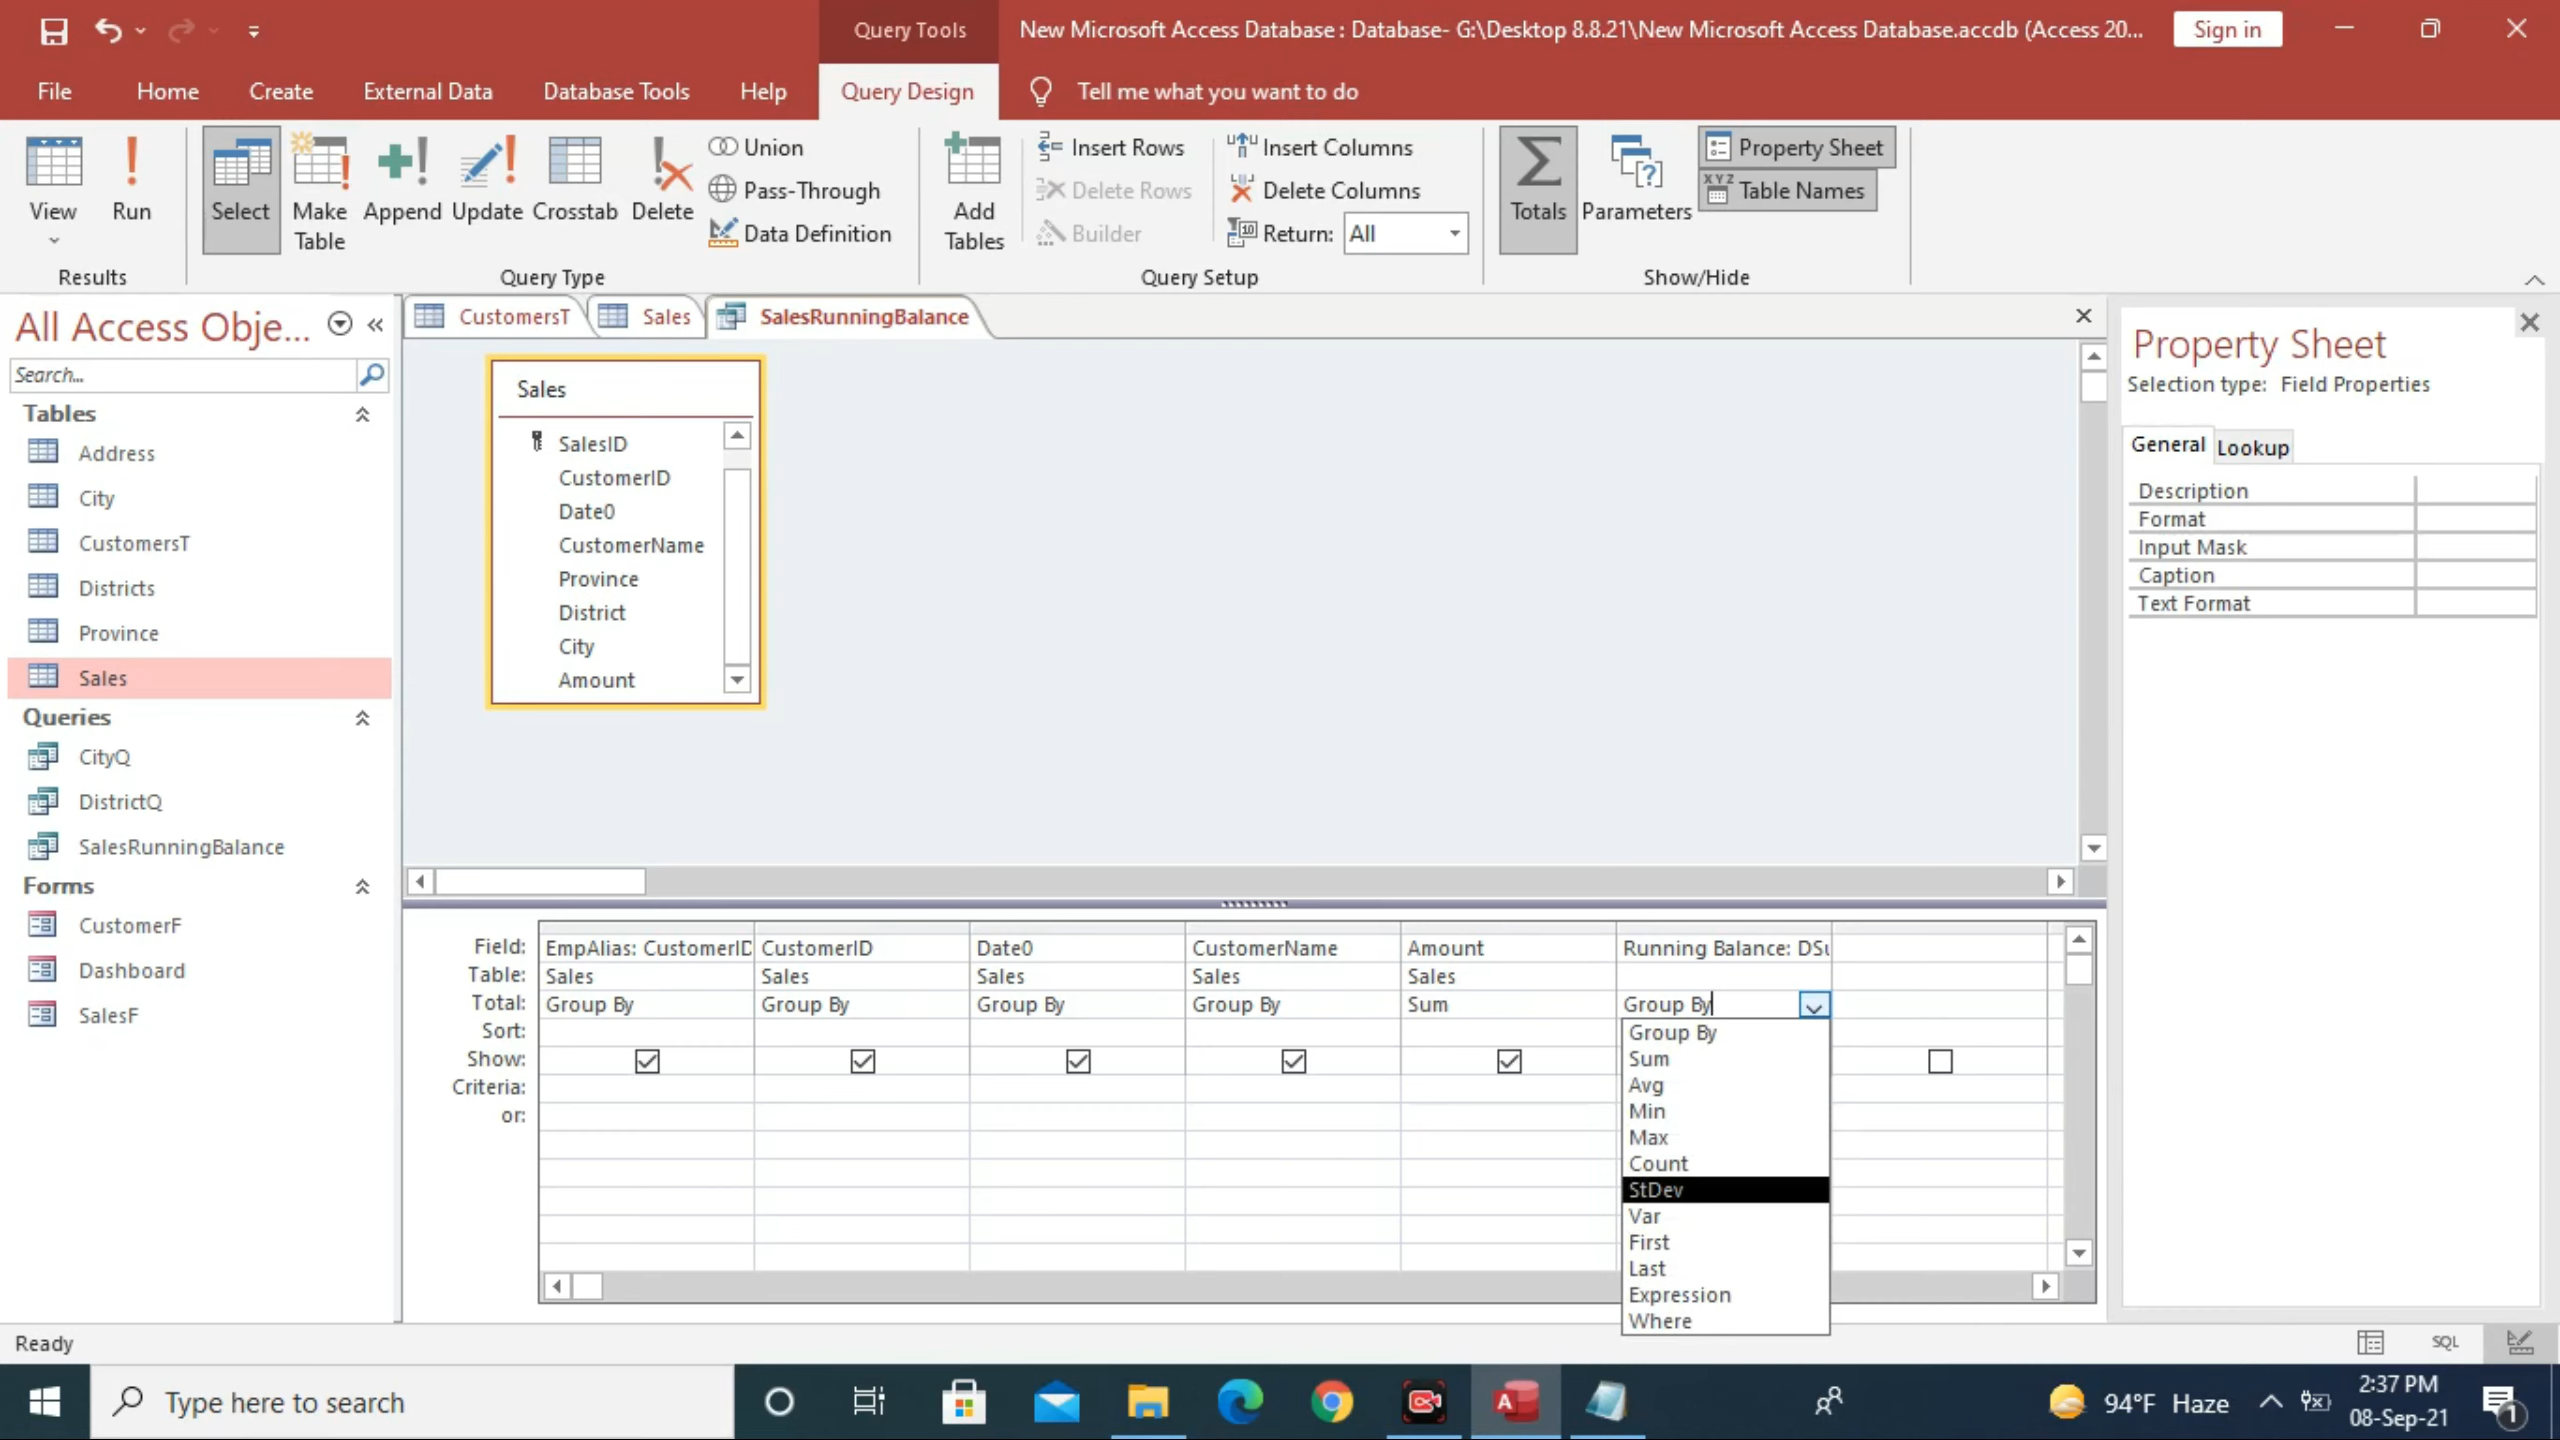 Query Tools
New Microsoft Access Database : Database- G:\Desktop 8.8.21\New Microsoft Access Database.accdb (Access 20...
Sign in
File
Home
Create
External Data
Database Tools
Help
Query Design
Tell me what you want to do
View
Run
Select
Make
Table
Append
Update
Crosstab
Delete
Union
Pass-Through
Data Definition
Add
Tables
Insert Rows
Delete Rows
Builder
Insert Columns
Delete Columns
Return: All
Totals
Parameters
XYZ
Property Sheet
Table Names
Results
Query Type
Query Setup
Show/Hide
All Access Obje...
Search...
Tables
Address
City
CustomersT
Districts
Province
Sales
Queries
CityQ
DistrictQ
SalesRunningBalance
Forms
CustomerF
Dashboard
SalesF
CustomersT
Sales
SalesRunningBalance
Sales
SalesID
CustomerID
Date0
CustomerName
Province
District
City
Amount
Field: EmpAlias: CustomerID CustomerID Date0 CustomerName Amount Running Balance: DSu
Table: Sales Sales Sales Sales Sales
Total: Group By Group By Group By Group By Sum Group By
Sort:
Show:
Criteria:
or:
Group By
Sum
Avg
Min
Max
Count
StDev
Var
First
Last
Expression
Where
Property Sheet
Selection type: Field Properties
General
Lookup
Description
Format
Input Mask
Caption
Text Format
Ready
SQL
Type here to search
94°F Haze
2:37 PM
08-Sep-21
1